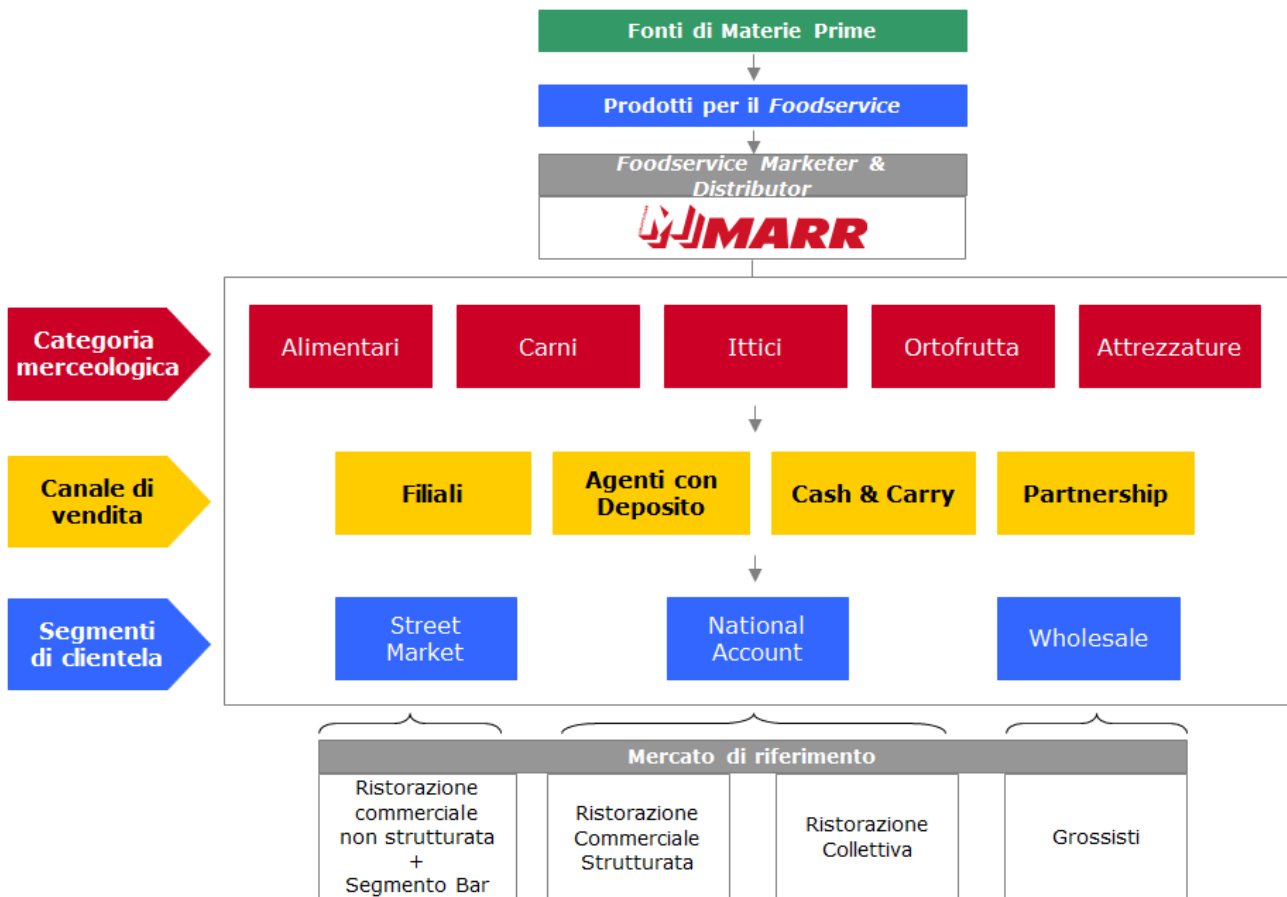 Fonti di Materie Prime
Prodotti per il Foodservice
Foodservice Marketer &
Distributor
M MARR
Categoria
merceologica
Alimentari
Carni
Ittici
Ortofrutta
Attrezzature
Canale di
vendita
Filiali
Agenti con
Deposito
Cash & Carry
Partnership
Segmenti
di clientela
Street
Market
National
Account
Wholesale
Mercato di riferimento
Ristorazione
commerciale
non strutturata
+
Segmento Bar
Ristorazione
Commerciale
Strutturata
Ristorazione
Collettiva
Grossisti